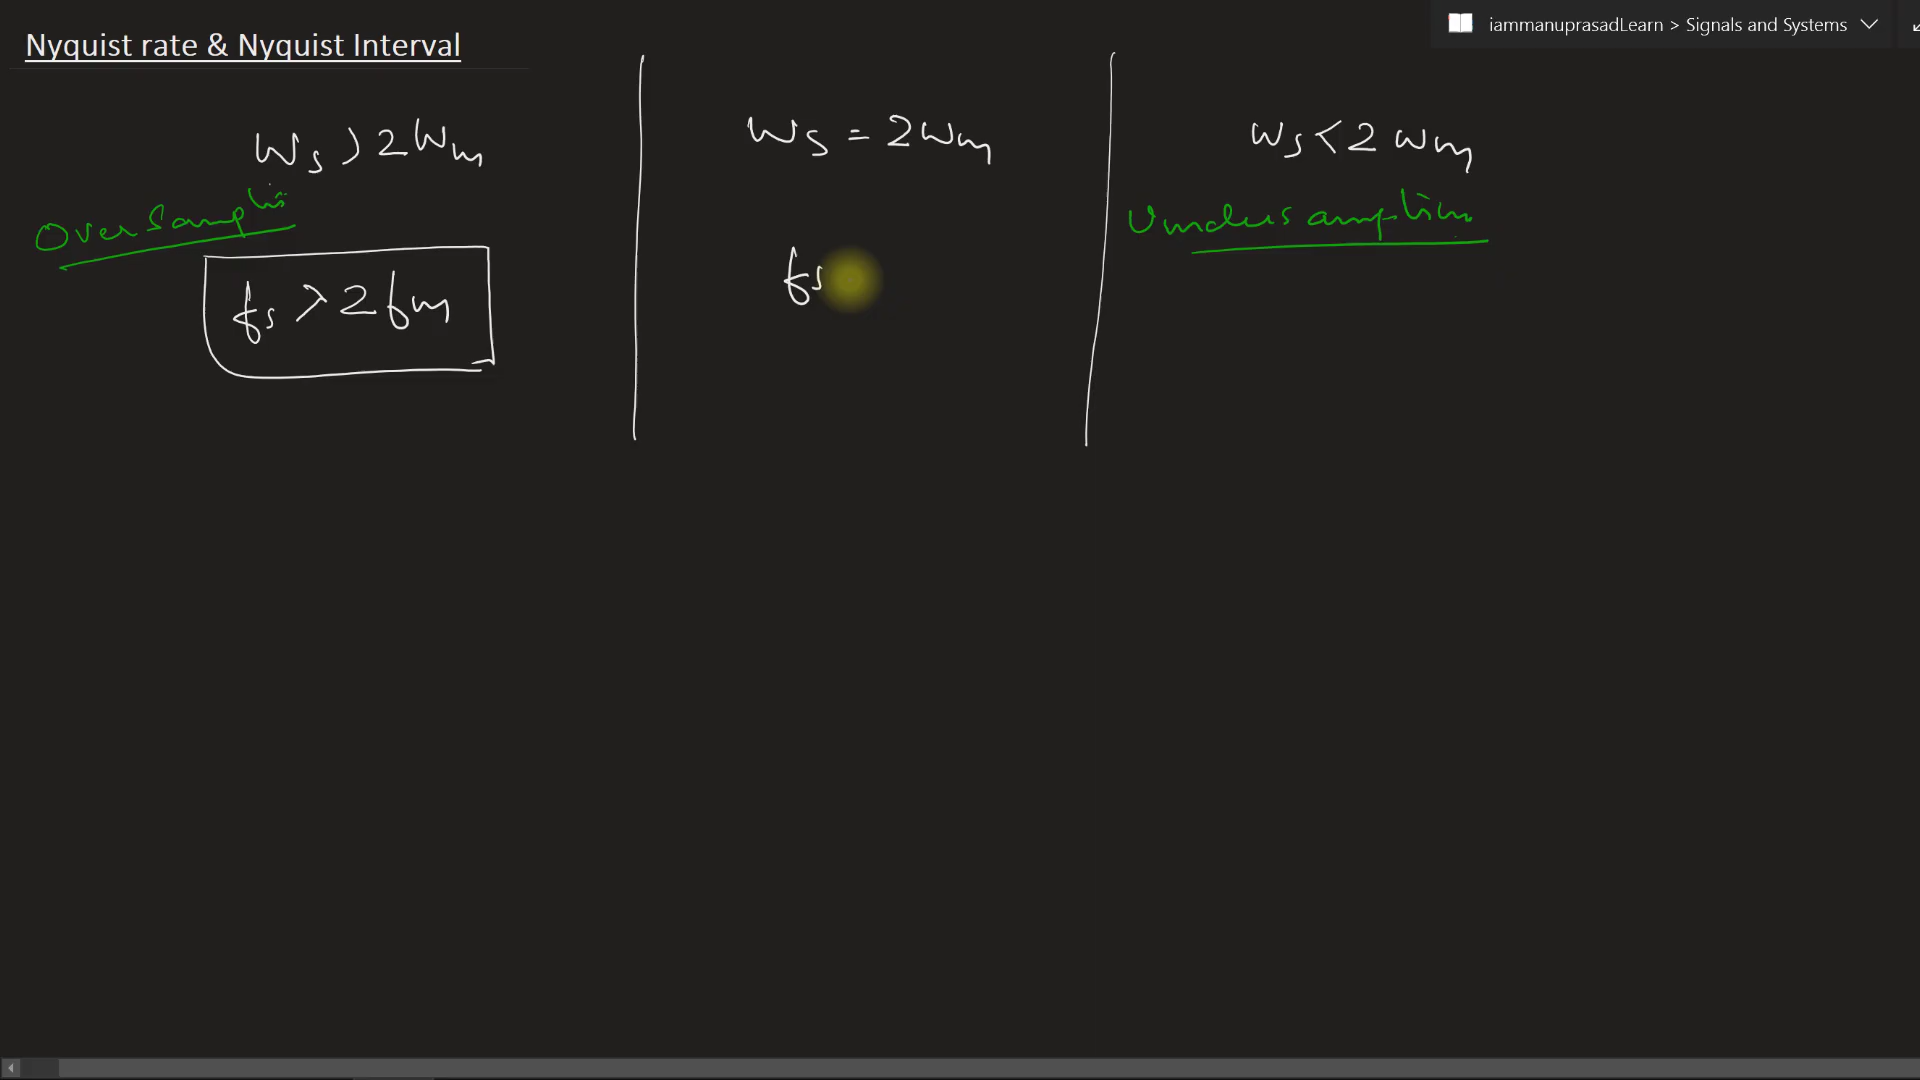 Nyquist rate & Nyquist Interval
iammanuprasadLearn > Signals and Systems
Ws > 2Wm
Over Sampling
fs > 2fm
ws = 2wm
fs
ws < 2wm
Undersampling